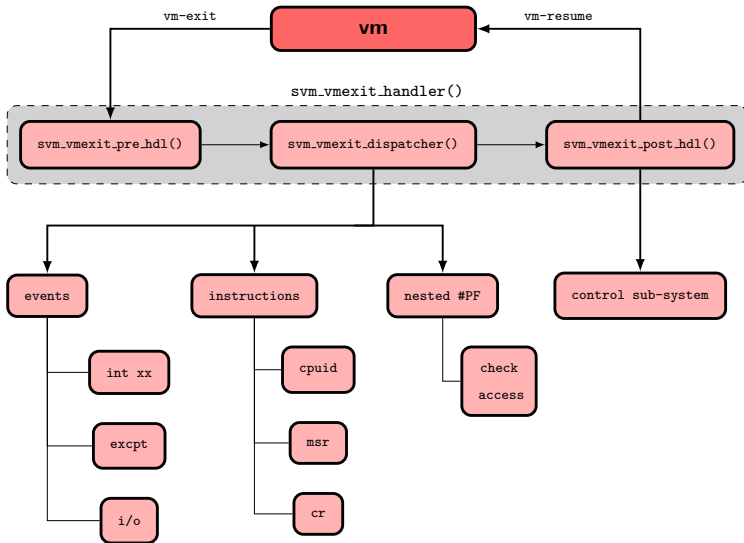 vm-exit
vm
vm-resume
svm_vmexit_handler()
svm_vmexit_pre_hdl()
svm_vmexit_dispatcher()
svm_vmexit_post_hdl()
events
instructions
nested #PF
control sub-system
int xx
cpuid
check
access
excpt
msr
i/o
cr